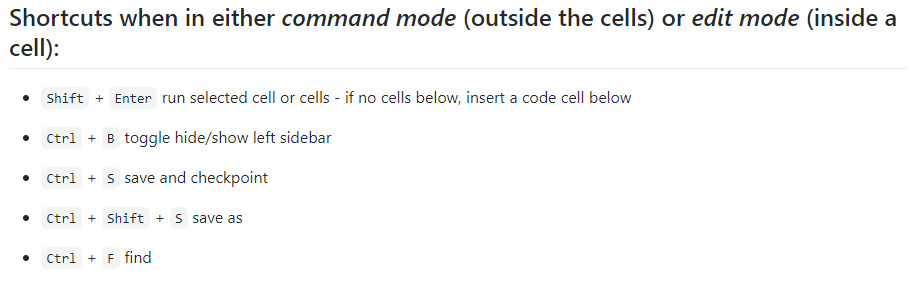 Shortcuts when in either command mode (outside the cells) or edit mode (inside a
cell):
• Shift + Enter run selected cell or cells - if no cells below, insert a code cell below
• Ctrl + B toggle hide/show left sidebar
• Ctrl + S save and checkpoint
• Ctrl + Shift + S save as
• Ctrl + F find